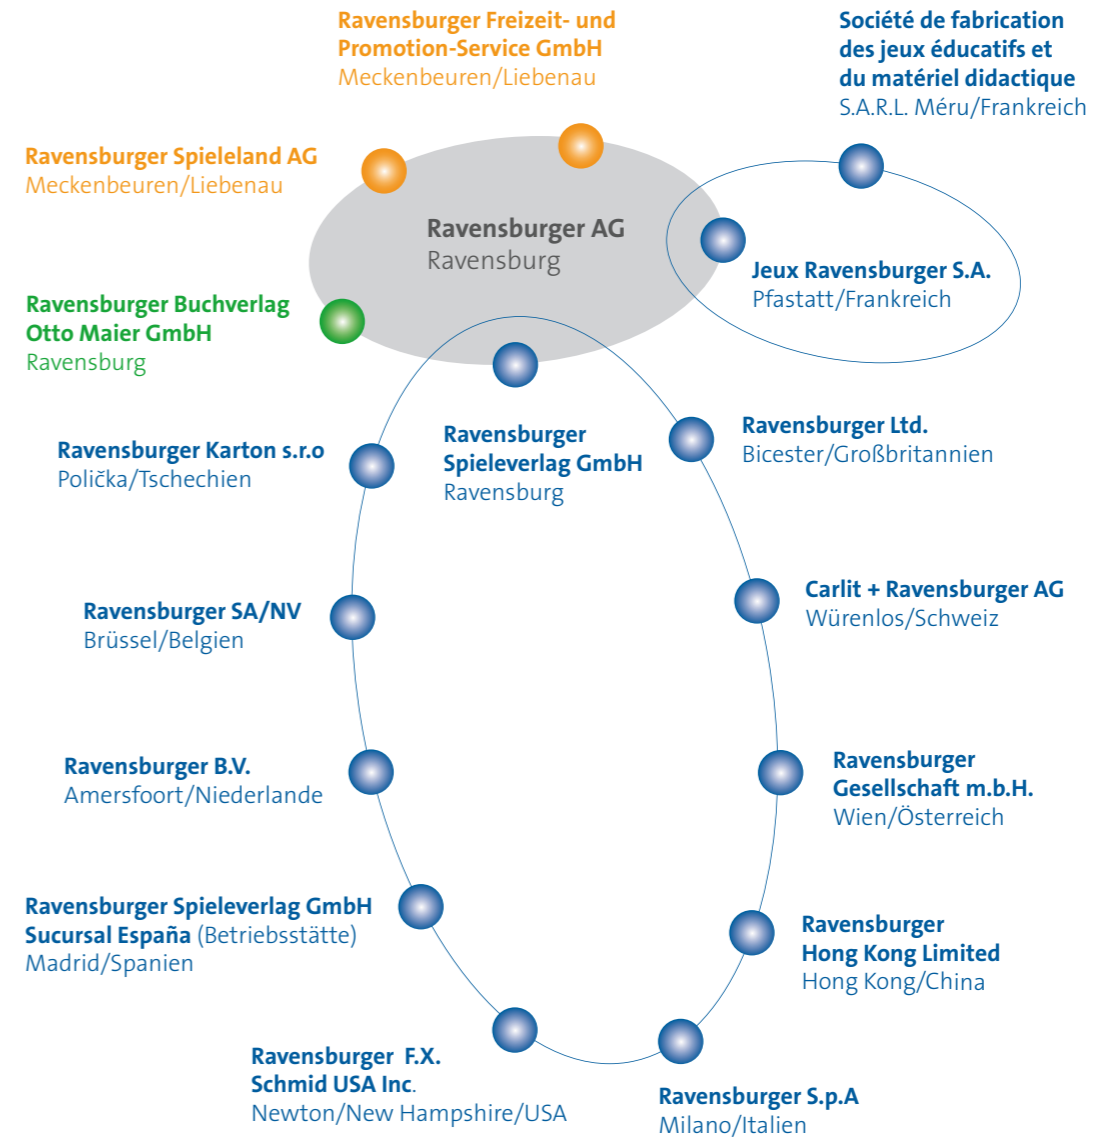 Ravensburger Freizeit- und
Promotion-Service GmbH
Meckenbeuren/Liebenau
Société de fabrication
des jeux éducatifs et
du matériel didactique
S.A.R.L. Méru/Frankreich
Ravensburger Spieleland AG
Meckenbeuren/Liebenau
Ravensburger AG
Ravensburg
Jeux Ravensburger S.A.
Pfastatt/Frankreich
Ravensburger Buchverlag
Otto Maier GmbH
Ravensburg
Ravensburger Karton s.r.o
Polička/Tschechien
Ravensburger
Spieleverlag GmbH
Ravensburg
Ravensburger Ltd.
Bicester/Großbritannien
Ravensburger SA/NV
Brüssel/Belgien
Carlit + Ravensburger AG
Würenlos/Schweiz
Ravensburger B.V.
Amersfoort/Niederlande
Ravensburger
Gesellschaft m.b.H.
Wien/Österreich
Ravensburger Spieleverlag GmbH
Sucursal España (Betriebsstätte)
Madrid/Spanien
Ravensburger
Hong Kong Limited
Hong Kong/China
Ravensburger F.X.
Schmid USA Inc.
Newton/New Hampshire/USA
Ravensburger S.p.A
Milano/Italien